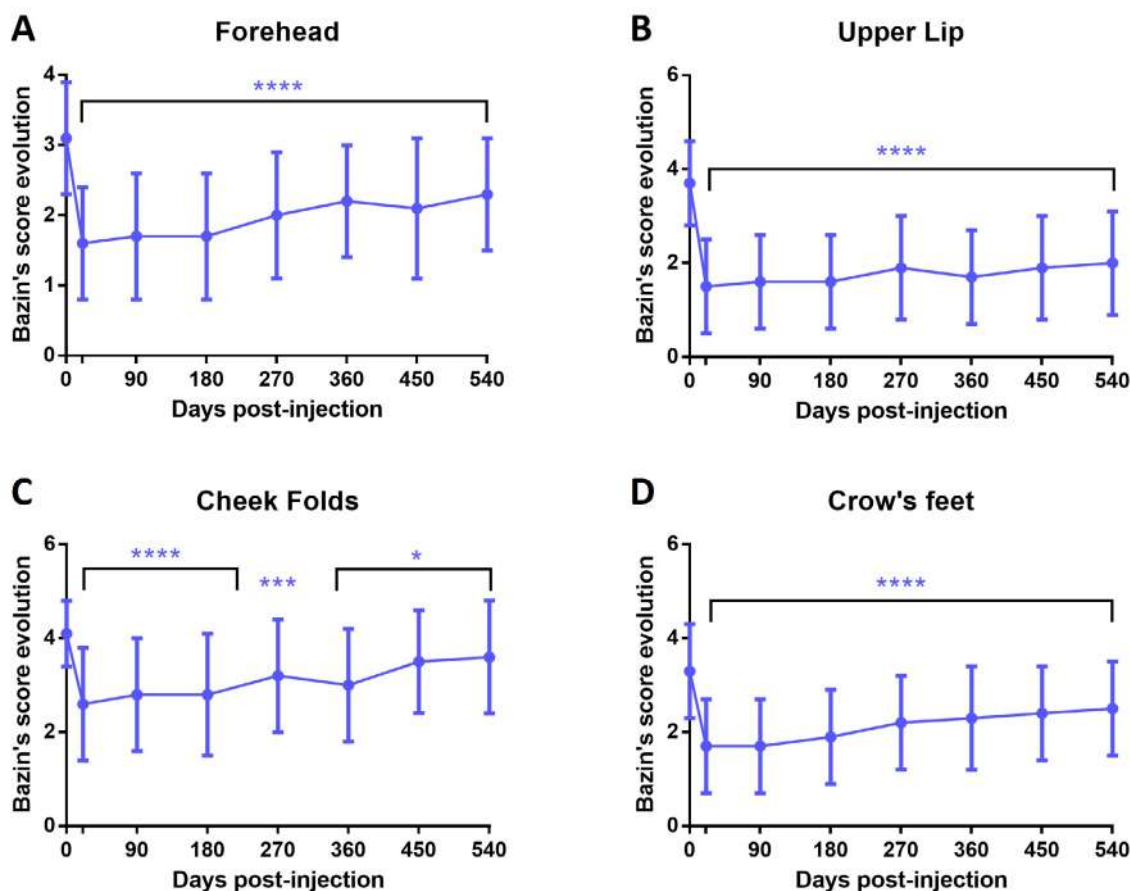 A
Forehead
Bazin's score evolution
4
3
2
1
0
****
0 90 180 270 360 450 540
Days post-injection
B
Upper Lip
Bazin's score evolution
6
4
2
0
****
0 90 180 270 360 450 540
Days post-injection
C
Cheek Folds
Bazin's score evolution
6
4
2
0
**** *** *
0 90 180 270 360 450 540
Days post-injection
D
Crow's feet
Bazin's score evolution
6
4
2
0
****
0 90 180 270 360 450 540
Days post-injection